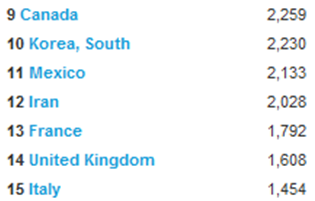 9 Canada 2,259
10 Korea, South 2,230
11 Mexico 2,133
12 Iran 2,028
13 France 1,792
14 United Kingdom 1,608
15 Italy 1,454